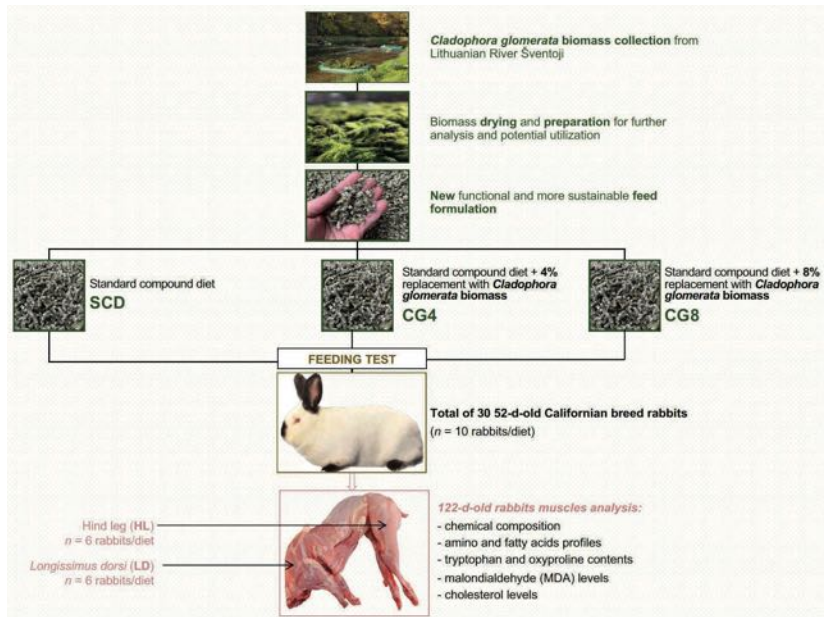 Cladophora glomerata biomass collection from
Lithuanian River Šventoji
Biomass drying and preparation for further
analysis and potential utilization
New functional and more sustainable feed
formulation
Standard compound diet
SCD
Standard compound diet + 4%
replacement with Cladophora
glomerata biomass
CG4
Standard compound diet + 8%
replacement with Cladophora
glomerata biomass
CG8
FEEDING TEST
Total of 30 52-d-old Californian breed rabbits
(n = 10 rabbits/diet)
Hind leg (HL)
n = 6 rabbits/diet
Longissimus dorsi (LD)
n = 6 rabbits/diet
122-d-old rabbits muscles analysis:
- chemical composition
- amino and fatty acids profiles
- tryptophan and oxyproline contents
- malondialdehyde (MDA) levels
- cholesterol levels